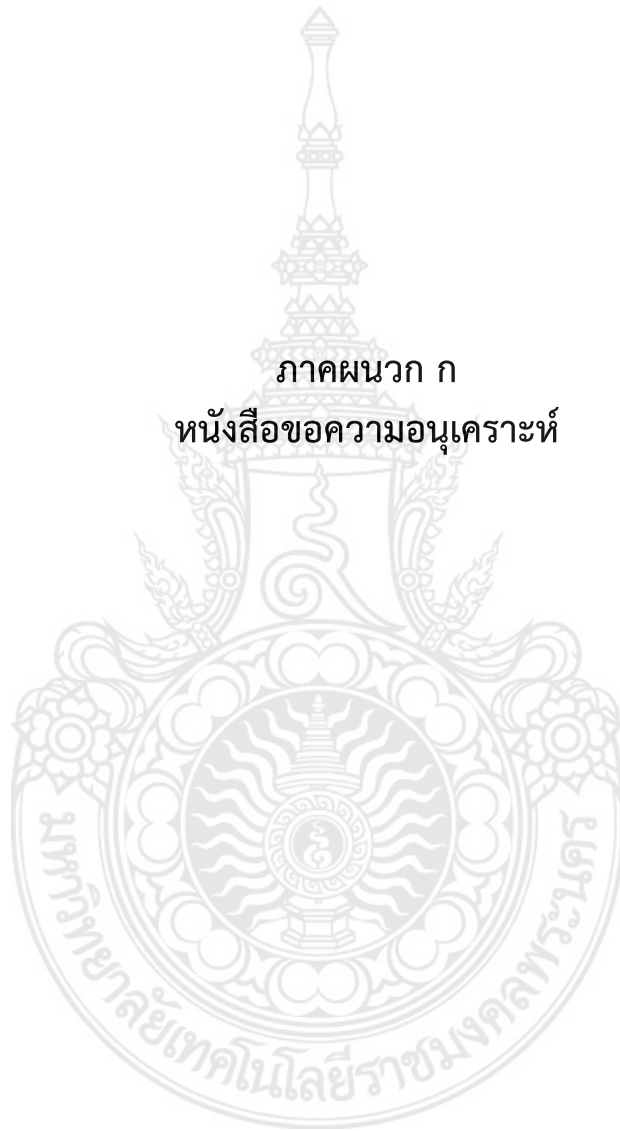 ภาคผนวก ก
หนังสือขอความอนุเคราะห์
มหาวิทยาลัยเทคโนโลยีราชมงคลพระนคร